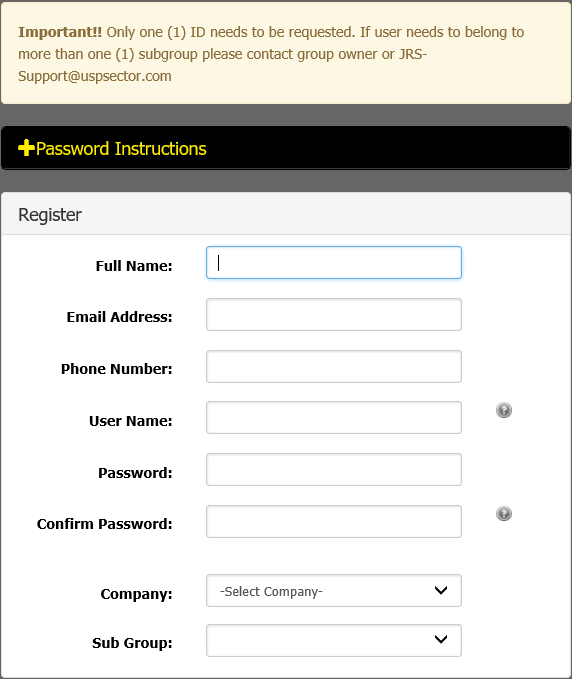 Important!! Only one (1) ID needs to be requested. If user needs to belong to
more than one (1) subgroup please contact group owner or JRS-
Support@uspsector.com
Password Instructions
Register
Full Name:
Email Address:
Phone Number:
User Name:
?
Password:
Confirm Password:
?
Company:
-Select Company-
Sub Group: